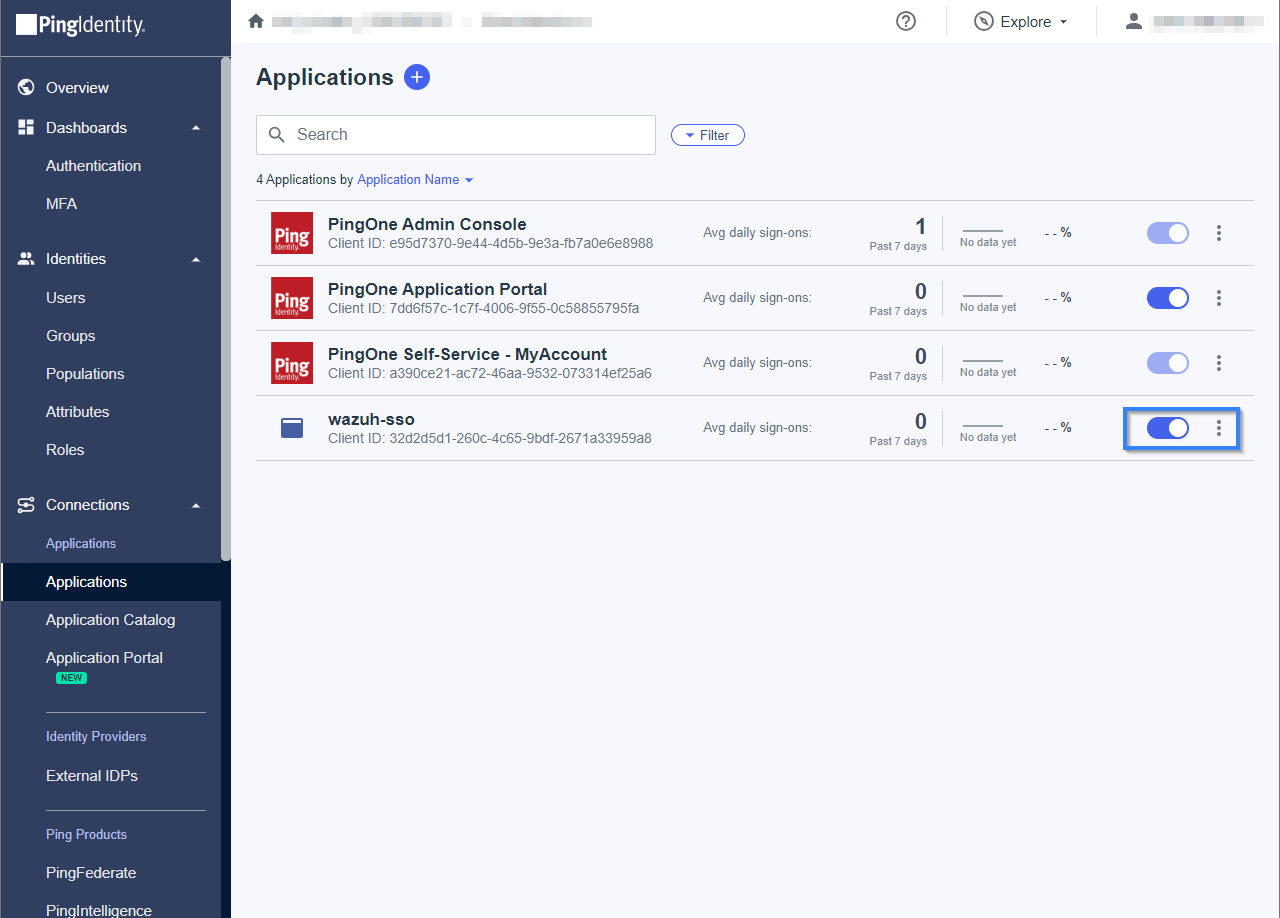 PingIdentity.
Explore
Overview
Dashboards
Authentication
MFA
Identities
Users
Groups
Populations
Attributes
Roles
Connections
Applications
Applications
Application Catalog
Application Portal
NEW
Identity Providers
External IDPs
Ping Products
PingFederate
PingIntelligence
Applications
Search
Filter
4 Applications by Application Name
PingOne Admin Console
Client ID: e95d7370-9e44-4d5b-9e3a-fb7a0e6e8988
Avg daily sign-ons:
1
Past 7 days
No data yet
- - %
PingOne Application Portal
Client ID: 7dd6f57c-1c7f-4006-9f55-0c58855795fa
Avg daily sign-ons:
0
Past 7 days
No data yet
- - %
PingOne Self-Service - MyAccount
Client ID: a390ce21-ac72-46aa-9532-073314ef25a6
Avg daily sign-ons:
0
Past 7 days
No data yet
- - %
wazuh-sso
Client ID: 32d2d5d1-260c-4c65-9bdf-2671a33959a8
Avg daily sign-ons:
0
Past 7 days
No data yet
- - %
Ping
Identity.
Ping
Identity.
Ping
Identity.